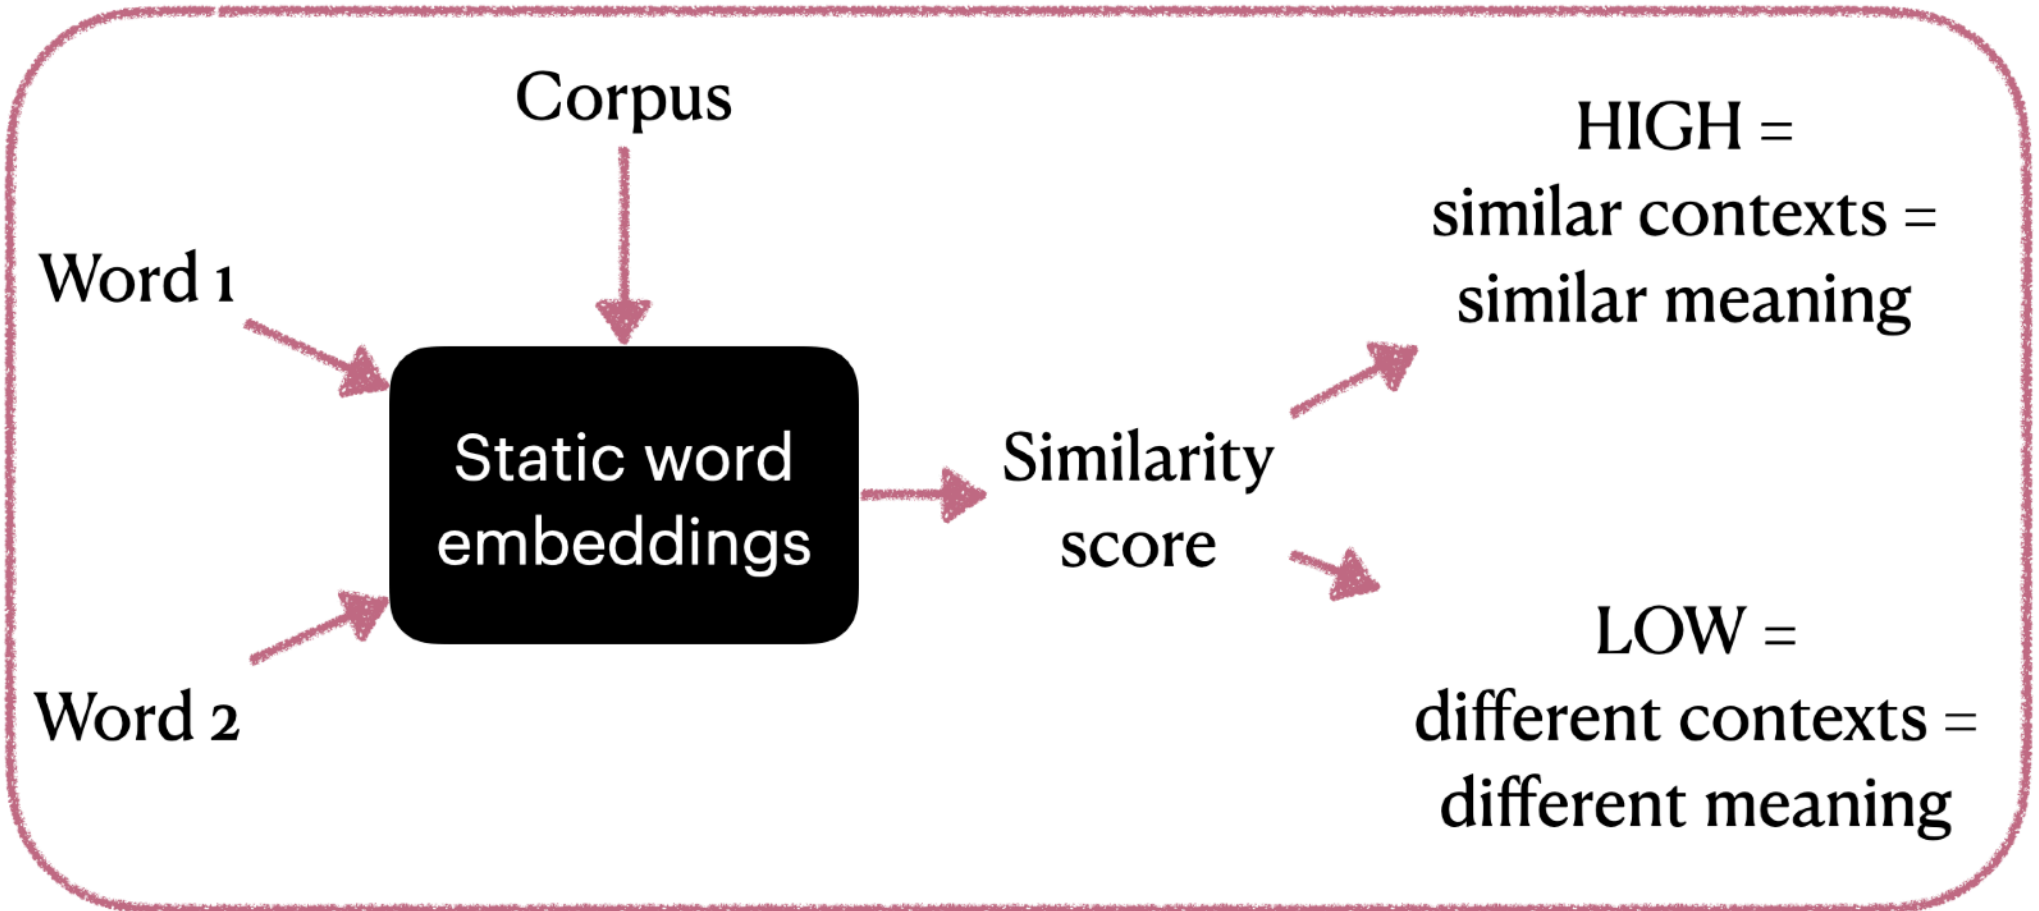 Corpus
Word 1
Word 2
Static word
embeddings
Similarity
score
HIGH =
similar contexts =
similar meaning
LOW =
different contexts =
different meaning